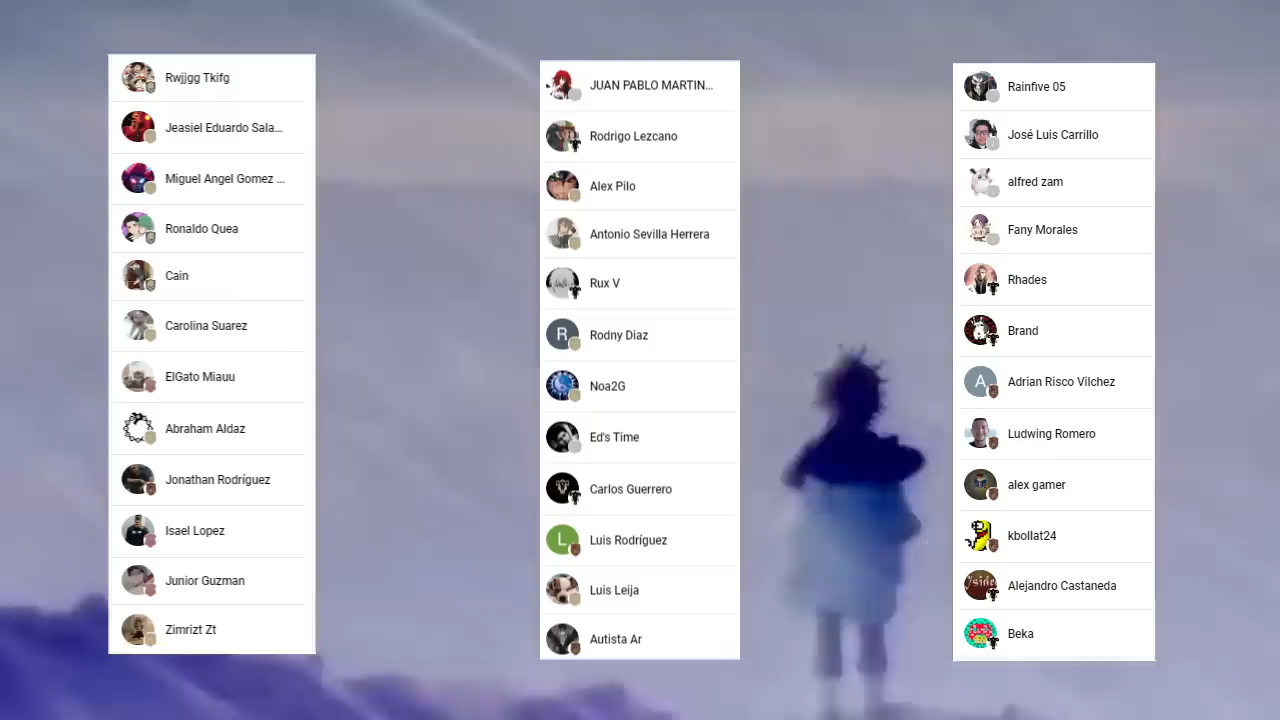 Rwjjgg Tkifg
Jeasiel Eduardo Sala...
Miguel Angel Gomez ...
Ronaldo Quea
Cain
Carolina Suarez
ElGato Miauu
Abraham Aldaz
Jonathan Rodríguez
Isael Lopez
Junior Guzman
Zimrizt Zt
JUAN PABLO MARTIN...
Rodrigo Lezcano
Alex Pilo
Antonio Sevilla Herrera
Rux V
R
Rodny Diaz
Noa2G
Ed's Time
Carlos Guerrero
L
Luis Rodríguez
Luis Leija
Autista Ar
Rainfive 05
José Luis Carrillo
alfred zam
Fany Morales
Rhades
Brand
A
Adrian Risco Vilchez
Ludwing Romero
alex gamer
kbollat24
Alejandro Castaneda
Beka